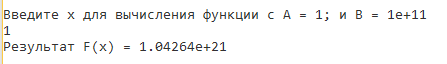 Введите x для вычисления функции с A = 1; и B = 1e+11
1
Результат F(x) = 1.04264e+21